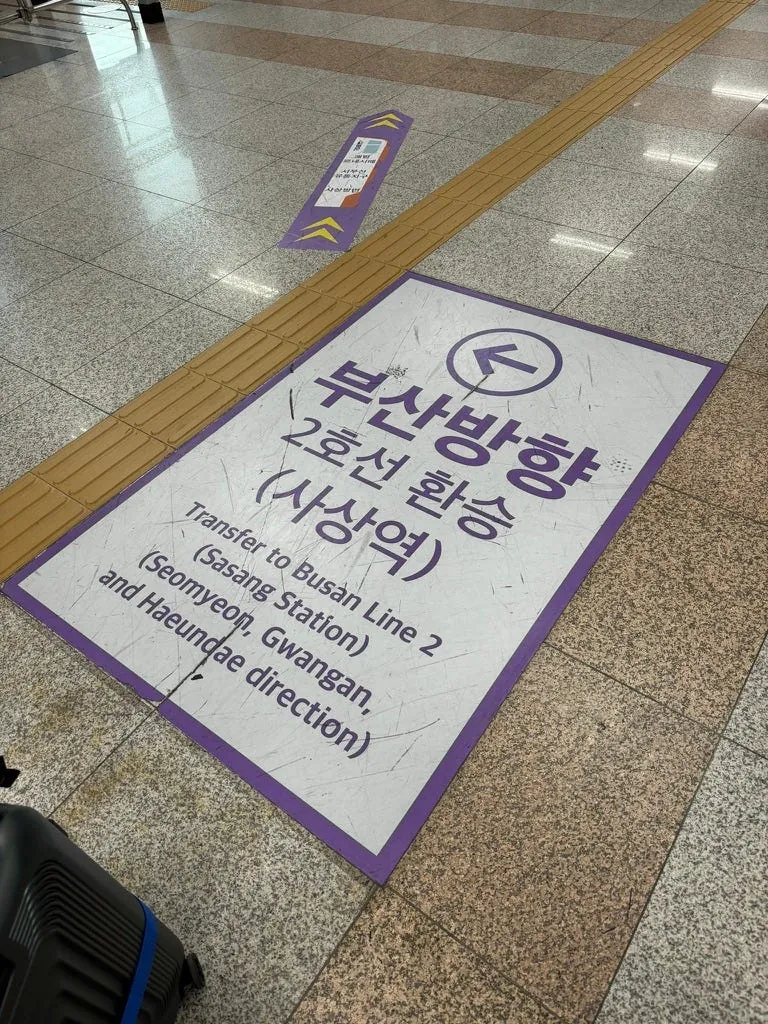 부산방향
2호선 환승
(사상역)
Transfer to Busan Line 2
(Sasang Station)
(Seomyeon, Gwangan,
and Haeundae direction)